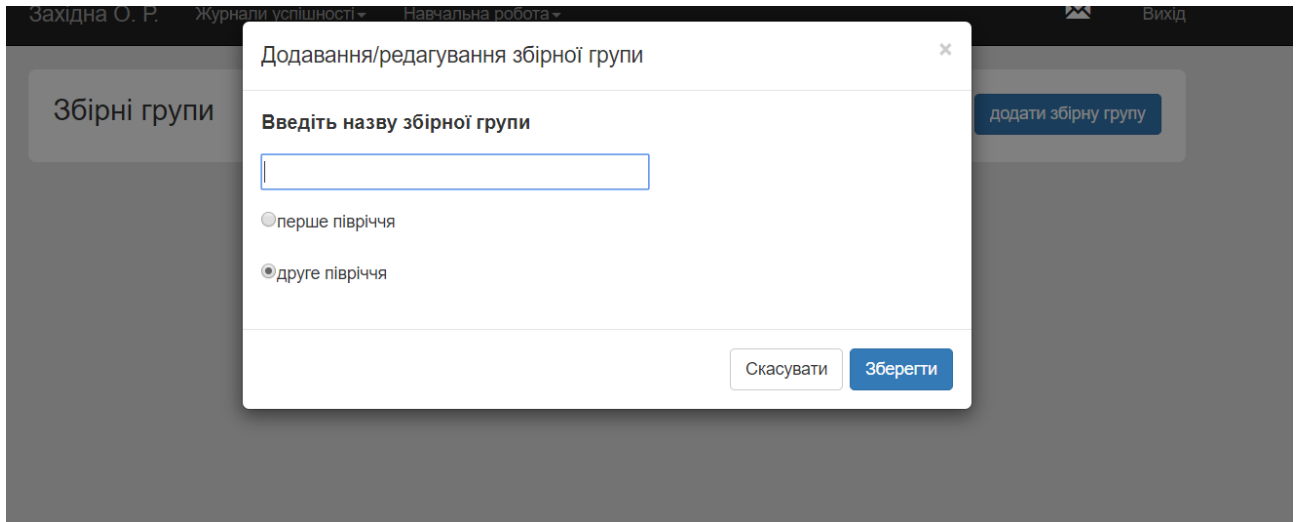 Західна О. Р. Журнали успішності Навчальна робота Вихід
Додавання/редагування збірної групи ×
Збірні групи
додати збірну групу
Введіть назву збірної групи
перше півріччя
друге півріччя
Скасувати Зберегти